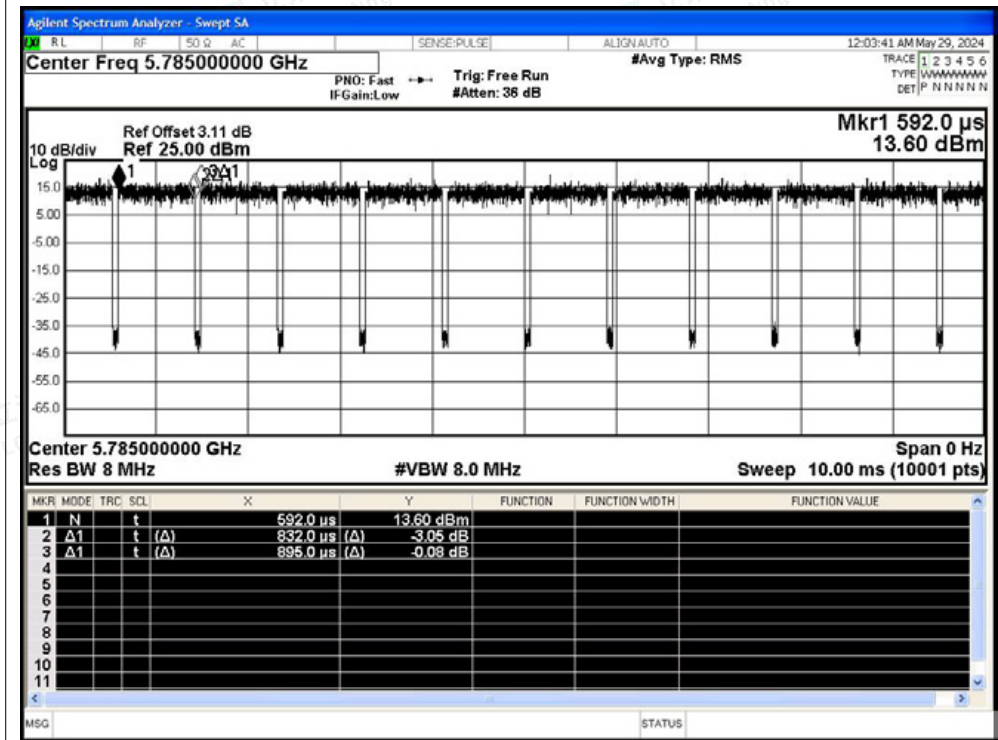 Agilent Spectrum Analyzer - Swept SA
RL RF 50 Ω AC SENSE:PULSE ALIGN AUTO 12:03:41 AM May 29, 2024
Center Freq 5.785000000 GHz #Avg Type: RMS TRACE 1 2 3 4 5 6
PNO: Fast Trig: Free Run TYPE WWWWWW
IFGain:Low #Atten: 36 dB DET P N N N N N
Mkr1 592.0 µs
13.60 dBm
Ref Offset 3.11 dB
10 dB/div Ref 25.00 dBm
Log
1
3Δ1
15.0
5.00
-5.00
-15.0
-25.0
-35.0
-45.0
-55.0
-65.0
Center 5.785000000 GHz Span 0 Hz
Res BW 8 MHz #VBW 8.0 MHz Sweep 10.00 ms (10001 pts)
MKR MODE TRC SCL X Y FUNCTION FUNCTION WIDTH FUNCTION VALUE
1 N t 592.0 µs 13.60 dBm
2 Δ1 t (Δ) 832.0 µs (Δ) -3.05 dB
3 Δ1 t (Δ) 895.0 µs (Δ) -0.08 dB
4
5
6
7
8
9
10
11
MSG STATUS